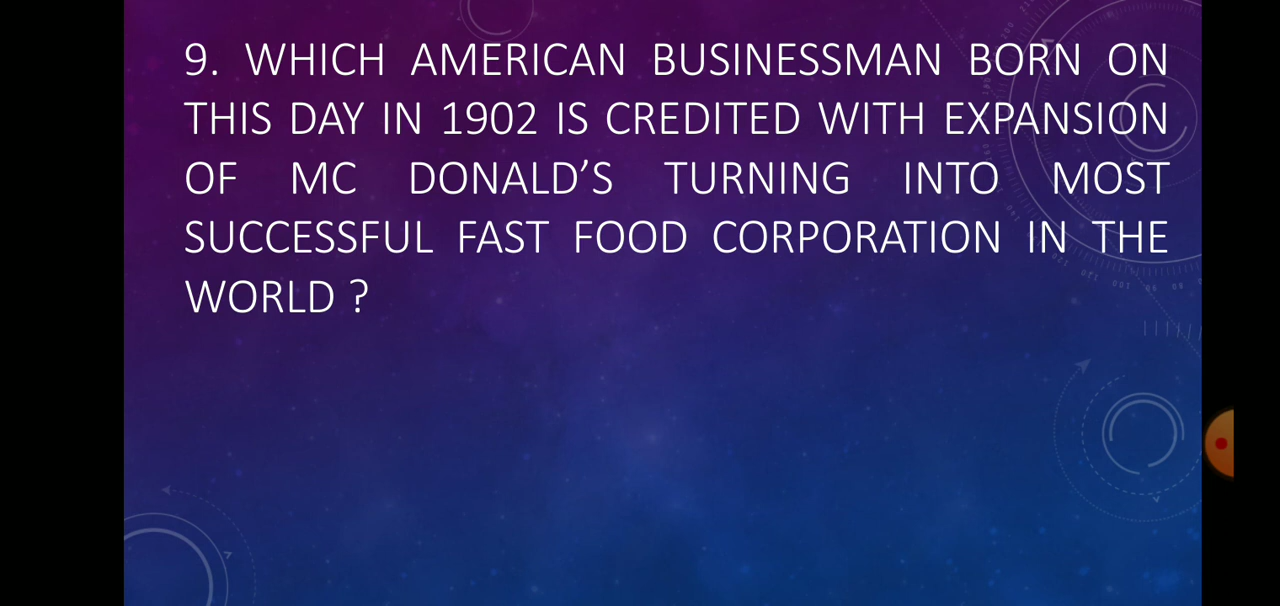 9. WHICH AMERICAN BUSINESSMAN BORN ON
THIS DAY IN 1902 IS CREDITED WITH EXPANSION
OF MC DONALD’S TURNING INTO MOST
SUCCESSFUL FAST FOOD CORPORATION IN THE
WORLD ?